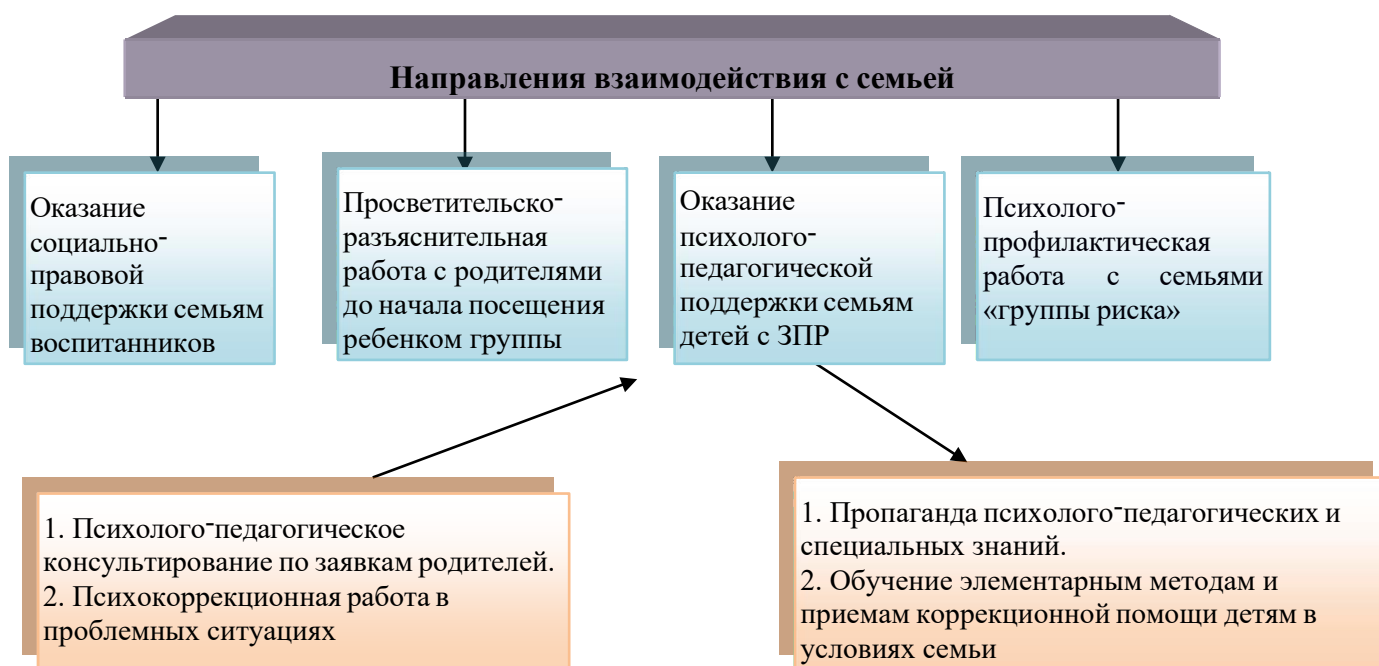 Направления взаимодействия с семьей
Оказание
социально-
правовой
поддержки семьям
воспитанников
Просветительско-
разъяснительная
работа с родителями
до начала посещения
ребенком группы
Оказание
психолого-
педагогической
поддержки семьям
детей с ЗПР
Психолого-
профилактическая
работа с семьями
«группы риска»
1. Психолого-педагогическое
консультирование по заявкам родителей.
2. Психокоррекционная работа в
проблемных ситуациях
1. Пропаганда психолого-педагогических и
специальных знаний.
2. Обучение элементарным методам и
приемам коррекционной помощи детям в
условиях семьи